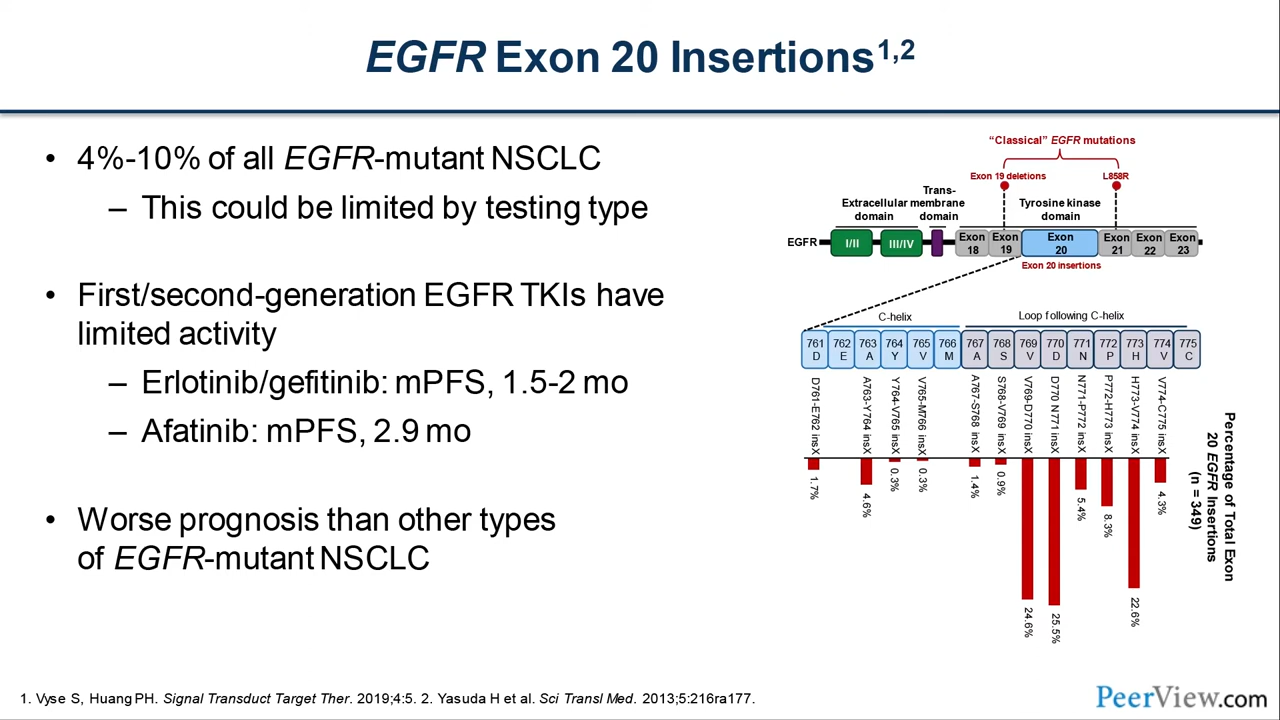 EGFR Exon 20 Insertions1,2
• 4%-10% of all EGFR-mutant NSCLC
– This could be limited by testing type
• First/second-generation EGFR TKIs have
limited activity
– Erlotinib/gefitinib: mPFS, 1.5-2 mo
– Afatinib: mPFS, 2.9 mo
• Worse prognosis than other types
of EGFR-mutant NSCLC
“Classical” EGFR mutations
Exon 19 deletions
L858R
Extracellular
domain
Trans-
membrane
domain
Tyrosine kinase
domain
EGFR
I/II
III/IV
Exon
18
Exon
19
Exon
20
Exon
21
Exon
22
Exon
23
Exon 20 insertions
C-helix
Loop following C-helix
761
D
762
E
763
A
764
Y
765
V
766
M
767
A
768
S
769
V
770
D
771
N
772
P
773
H
774
V
775
C
D761-E762 insX
A763-Y764 insX
Y764-V765 insX
V765-M766 insX
A767-S768 insX
S768-V769 insX
V769-D770 insX
D770 N771 insX
N771-P772 insX
P772-H773 insX
H773-V774 insX
V774-C775 insX
1.7%
4.6%
0.3%
0.3%
1.4%
0.9%
24.6%
25.5%
5.4%
8.3%
22.6%
4.3%
Percentage of Total Exon
20 EGFR Insertions
(n = 349)
1. Vyse S, Huang PH. Signal Transduct Target Ther. 2019;4:5. 2. Yasuda H et al. Sci Transl Med. 2013;5:216ra177.
PeerView.com